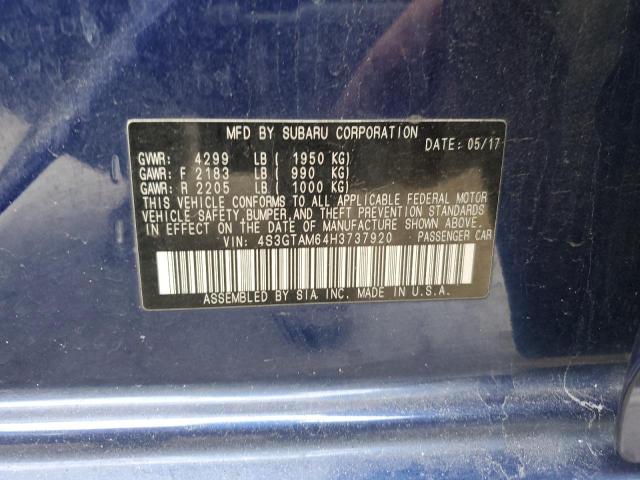 MFD BY SUBARU CORPORATION
DATE: 05/17
GVWR: 4299 LB ( 1950 KG)
GAWR: F 2183 LB ( 990 KG)
GAWR: R 2205 LB ( 1000 KG)
THIS VEHICLE CONFORMS TO ALL APPLICABLE FEDERAL MOTOR
VEHICLE SAFETY, BUMPER, AND THEFT PREVENTION STANDARDS
IN EFFECT ON THE DATE OF MANUFACTURE SHOWN ABOVE.
VIN: 4S3GTAM64H3737920 PASSENGER CAR
ASSEMBLED BY SIA, INC. MADE IN U.S.A.